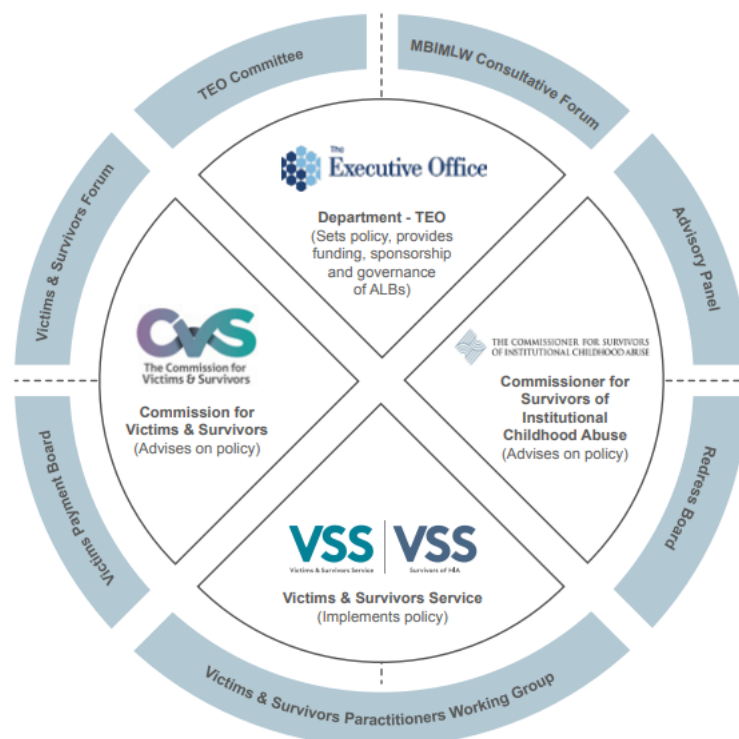 TEO Committee
MBIMLW Consultative Forum
Victims & Survivors Forum
Advisory Panel
The
Executive Office
Department - TEO
(Sets policy, provides
funding, sponsorship
and governance
of ALBs)
CVS
The Commission for
Victims & Survivors
Commission for
Victims & Survivors
(Advises on policy)
THE COMMISSIONER FOR SURVIVORS
OF INSTITUTIONAL CHILDHOOD ABUSE
Commissioner for
Survivors of
Institutional
Childhood Abuse
(Advises on policy)
Victims Payment Board
Redress Board
VSS
Victims & Survivors Service
VSS
Survivors of HIA
Victims & Survivors Service
(Implements policy)
Victims & Survivors Paractitioners Working Group